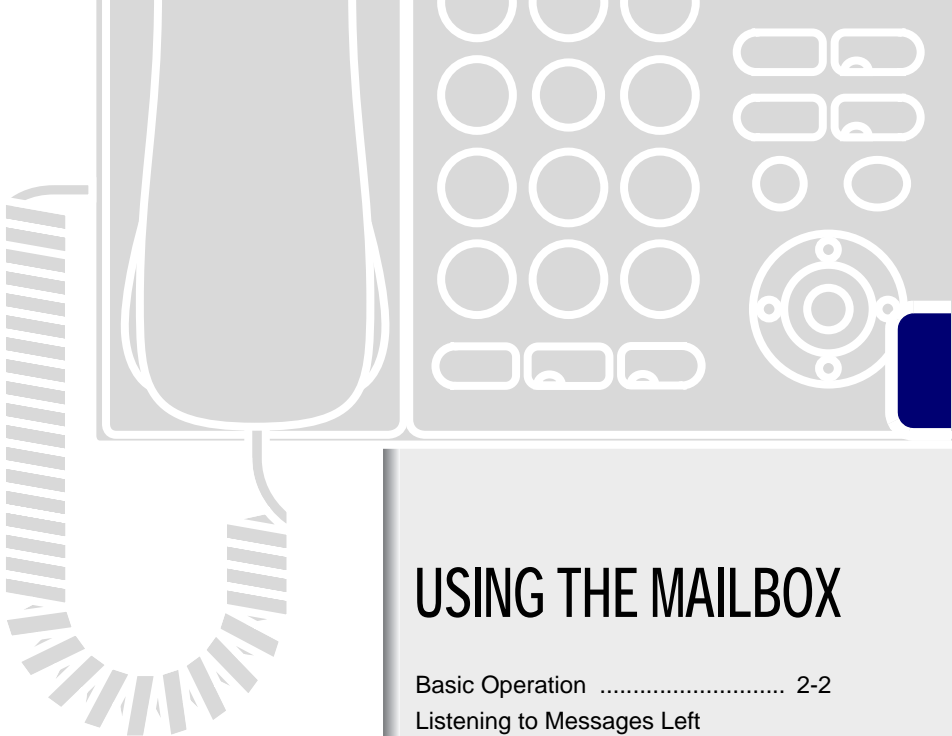 USING THE MAILBOX
Basic Operation ............................ 2-2
Listening to Messages Left